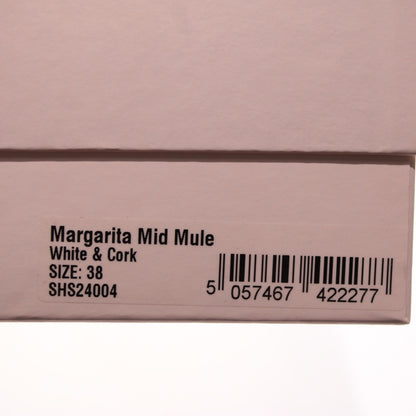 Margarita Mid Mule
White & Cork
SIZE: 38
SHS24004
5 057467 422277